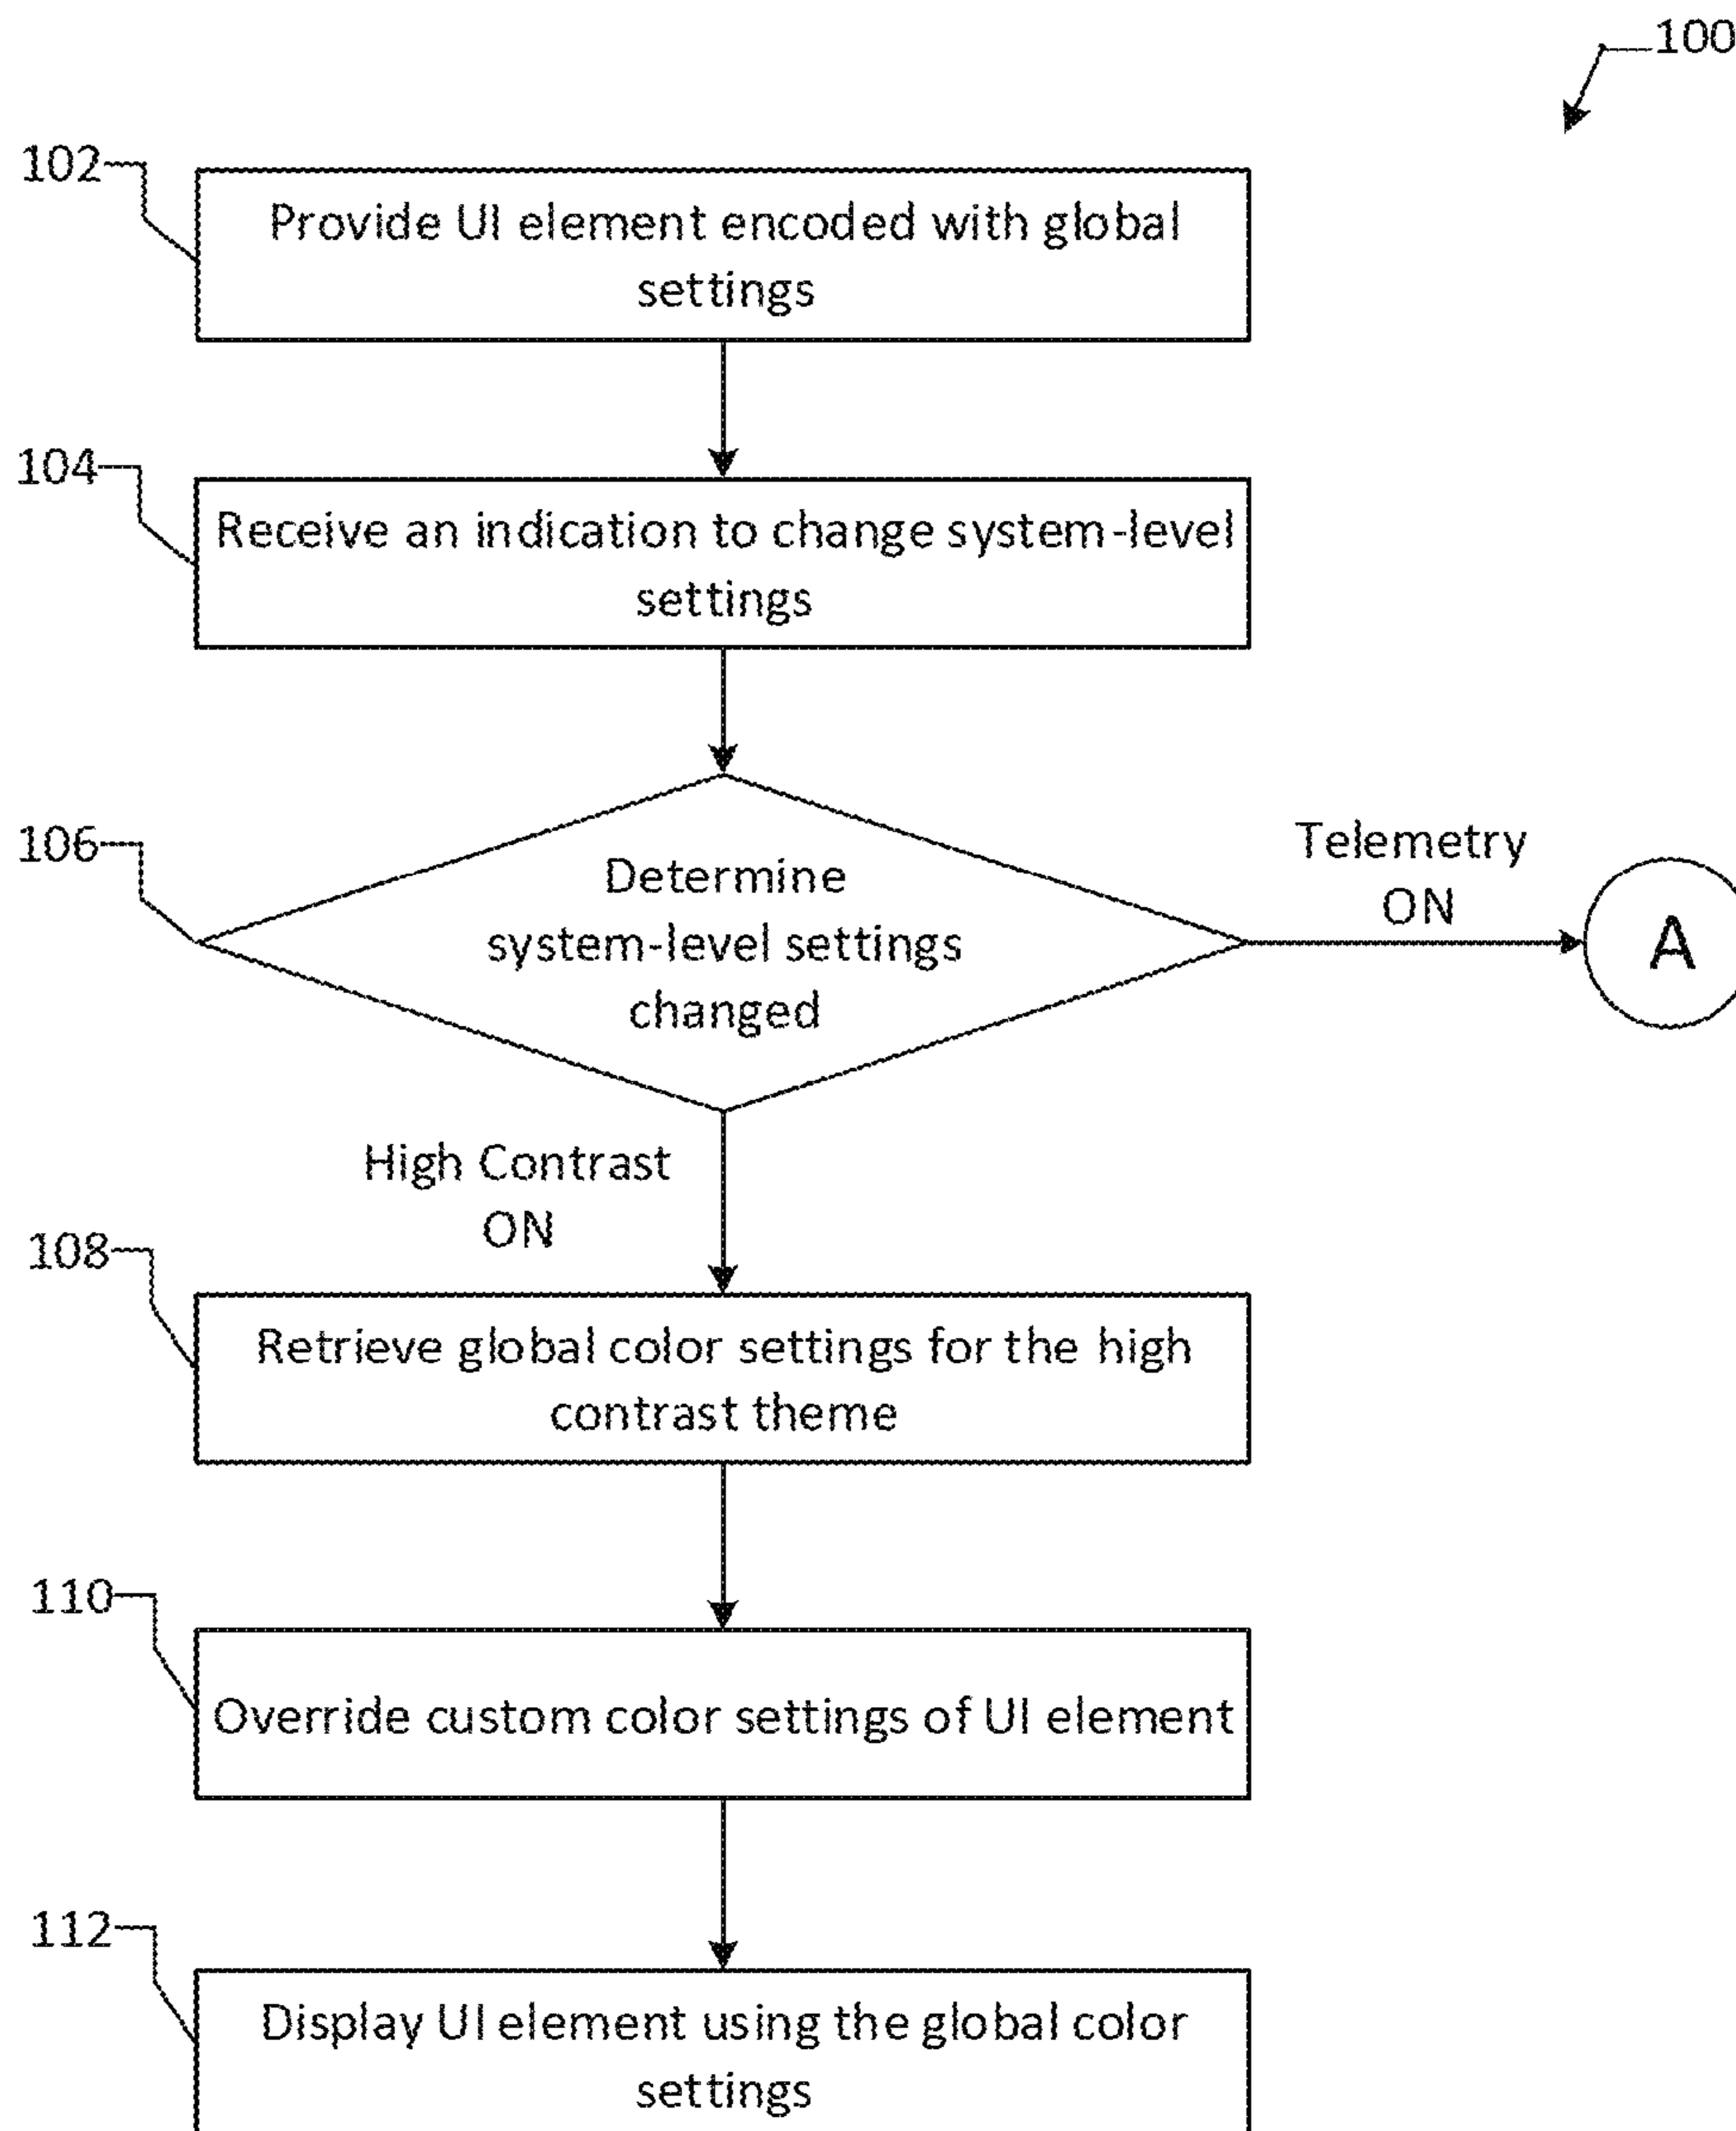 100
102
Provide UI element encoded with global
settings
104
Receive an indication to change system-level
settings
106
Determine
system-level settings
changed
Telemetry
ON
A
High Contrast
ON
108
Retrieve global color settings for the high
contrast theme
110
Override custom color settings of UI element
112
Display UI element using the global color
settings